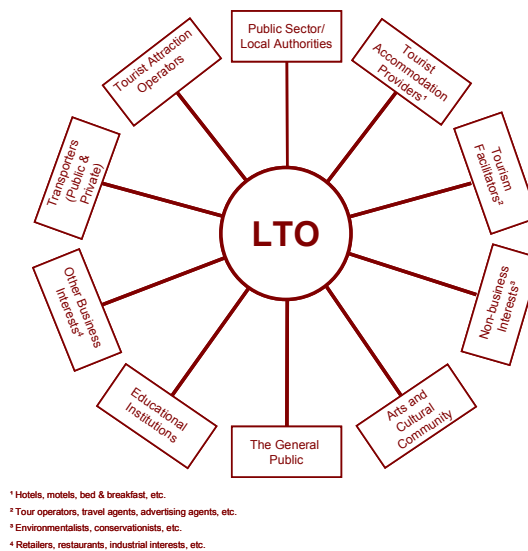 Public Sector/
Local Authorities
Tourist
Accommodation
Providers¹
Tourism
Facilitators²
Non-business
Interests³
Arts and
Cultural
Community
The General
Public
Educational
Institutions
Other Business
Interests⁴
Transporters
(Public &
Private)
Tourist Attraction
Operators
LTO
¹ Hotels, motels, bed & breakfast, etc.
² Tour operators, travel agents, advertising agents, etc.
³ Environmentalists, conservationists, etc.
⁴ Retailers, restaurants, industrial interests, etc.